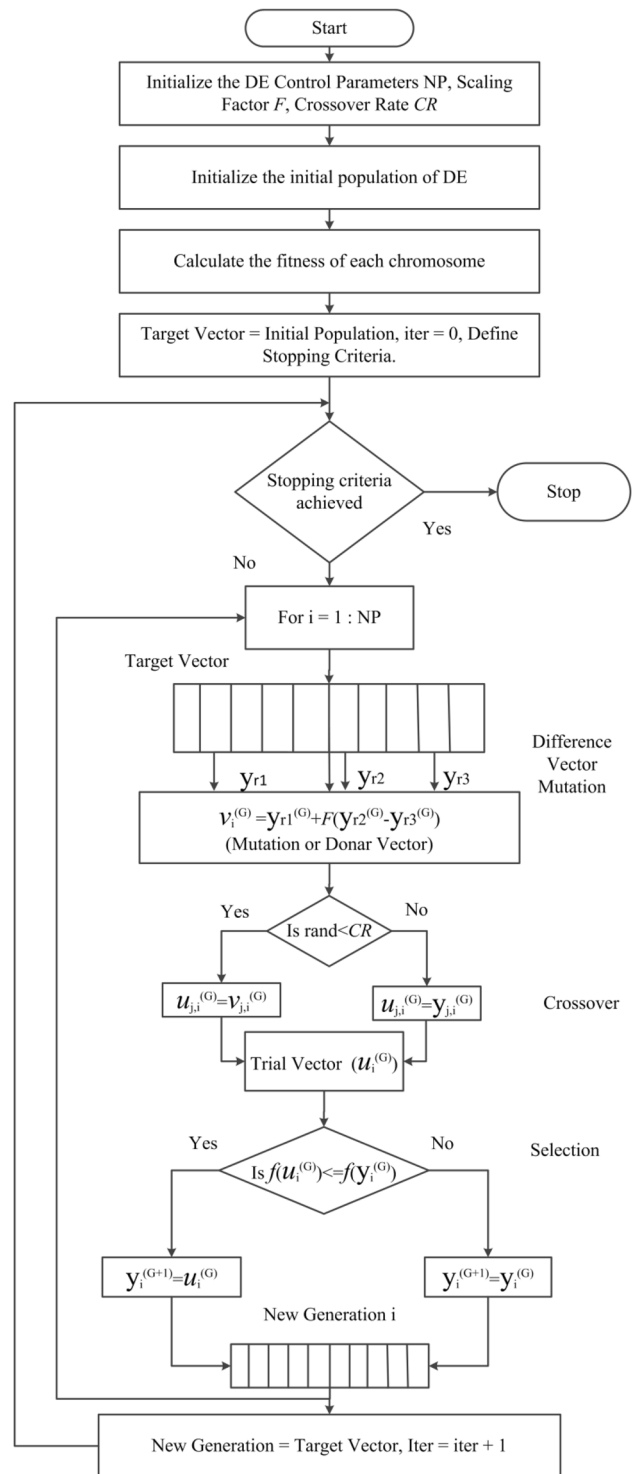 Start
Initialize the DE Control Parameters NP, Scaling
Factor F, Crossover Rate CR
Initialize the initial population of DE
Calculate the fitness of each chromosome
Target Vector = Initial Population, iter = 0, Define
Stopping Criteria.
Stopping criteria
achieved
Stop
Yes
No
For i = 1 : NP
Target Vector
Difference
Vector
Mutation
yr1
yr2
yr3
vi(G) =yr1(G)+F(yr2(G)-yr3(G))
(Mutation or Donar Vector)
Yes
No
Is rand<CR
uj,i(G)=vj,i(G)
uj,i(G)=yj,i(G)
Crossover
Trial Vector (ui(G))
Yes
No
Selection
Is f(ui(G))<=f(yi(G))
yi(G+1)=ui(G)
yi(G+1)=yi(G)
New Generation i
New Generation = Target Vector, Iter = iter + 1